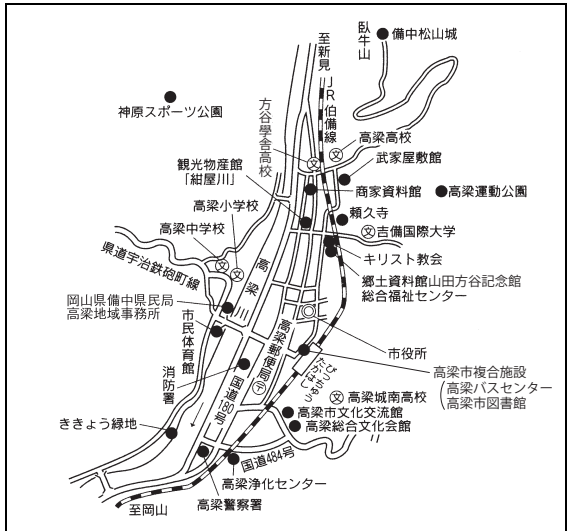 至新見
臥牛山
備中松山城
JR伯備線
神原スポーツ公園
方谷學舎高校
文
文
高梁高校
武家屋敷館
観光物産館
「紺屋川」
商家資料館
高梁運動公園
高梁小学校
頼久寺
高梁中学校
文
文
文
吉備国際大学
県道宇治鉄砲町線
キリスト教会
高梁川
郷土資料館山田方谷記念館
総合福祉センター
岡山県備中県民局
高梁地域事務所
市民体育館
高梁郵便局
〒
市役所
びっちゅう
たかはし
高梁市複合施設
(高梁バスセンター
高梁市図書館
消防署
国道180号
文
高梁城南高校
高梁市文化交流館
高梁総合文化会館
ききょう緑地
国道484号
高梁浄化センター
高梁警察署
至岡山